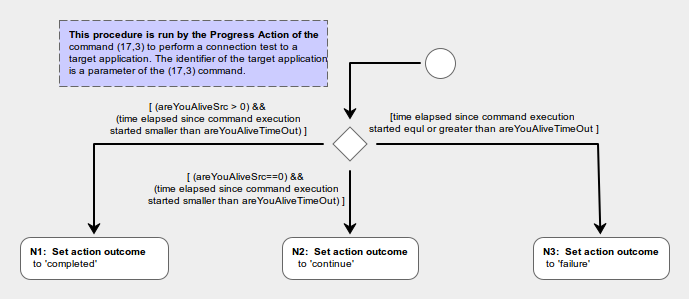 This procedure is run by the Progress Action of the
command (17,3) to perform a connection test to a
target application. The identifier of the target application
is a parameter of the (17,3) command.
[ (areYouAliveSrc > 0) &&
(time elapsed since command execution
started smaller than areYouAliveTimeOut) ]
[time elapsed since command execution
started equl or greater than areYouAliveTimeOut ]
[ (areYouAliveSrc==0) &&
(time elapsed since command execution
started smaller than areYouAliveTimeOut) ]
N1: Set action outcome
to 'completed'
N2: Set action outcome
to 'continue'
N3: Set action outcome
to 'failure'